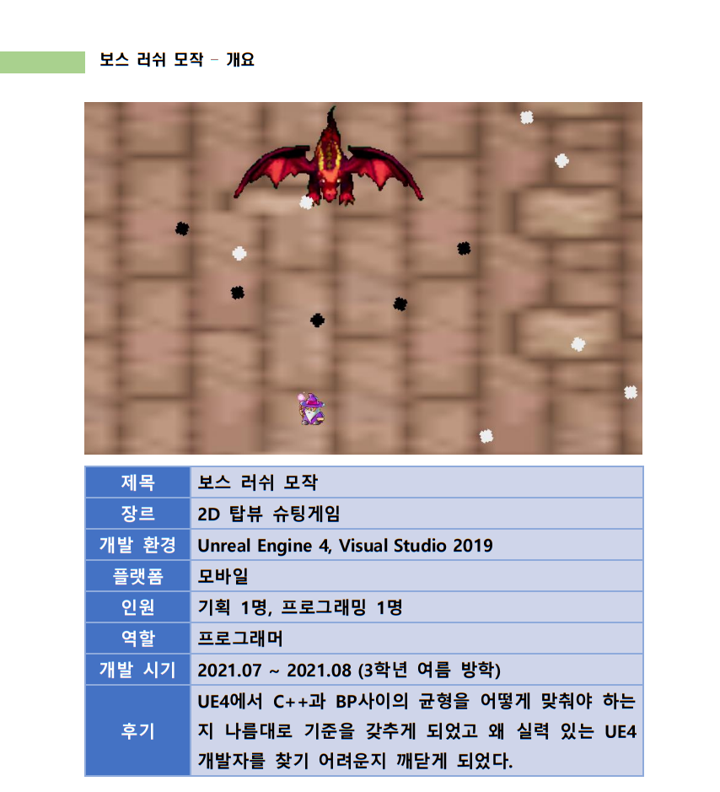 보스 러쉬 모작 – 개요
제목 보스 러쉬 모작
장르 2D 탑뷰 슈팅게임
개발 환경 Unreal Engine 4, Visual Studio 2019
플랫폼 모바일
인원 기획 1명, 프로그래밍 1명
역할 프로그래머
개발 시기 2021.07 ~ 2021.08 (3학년 여름 방학)
UE4에서 C++과 BP사이의 균형을 어떻게 맞춰야 하는
후기 지 나름대로 기준을 갖추게 되었고 왜 실력 있는 UE4
개발자를 찾기 어려운지 깨닫게 되었다.